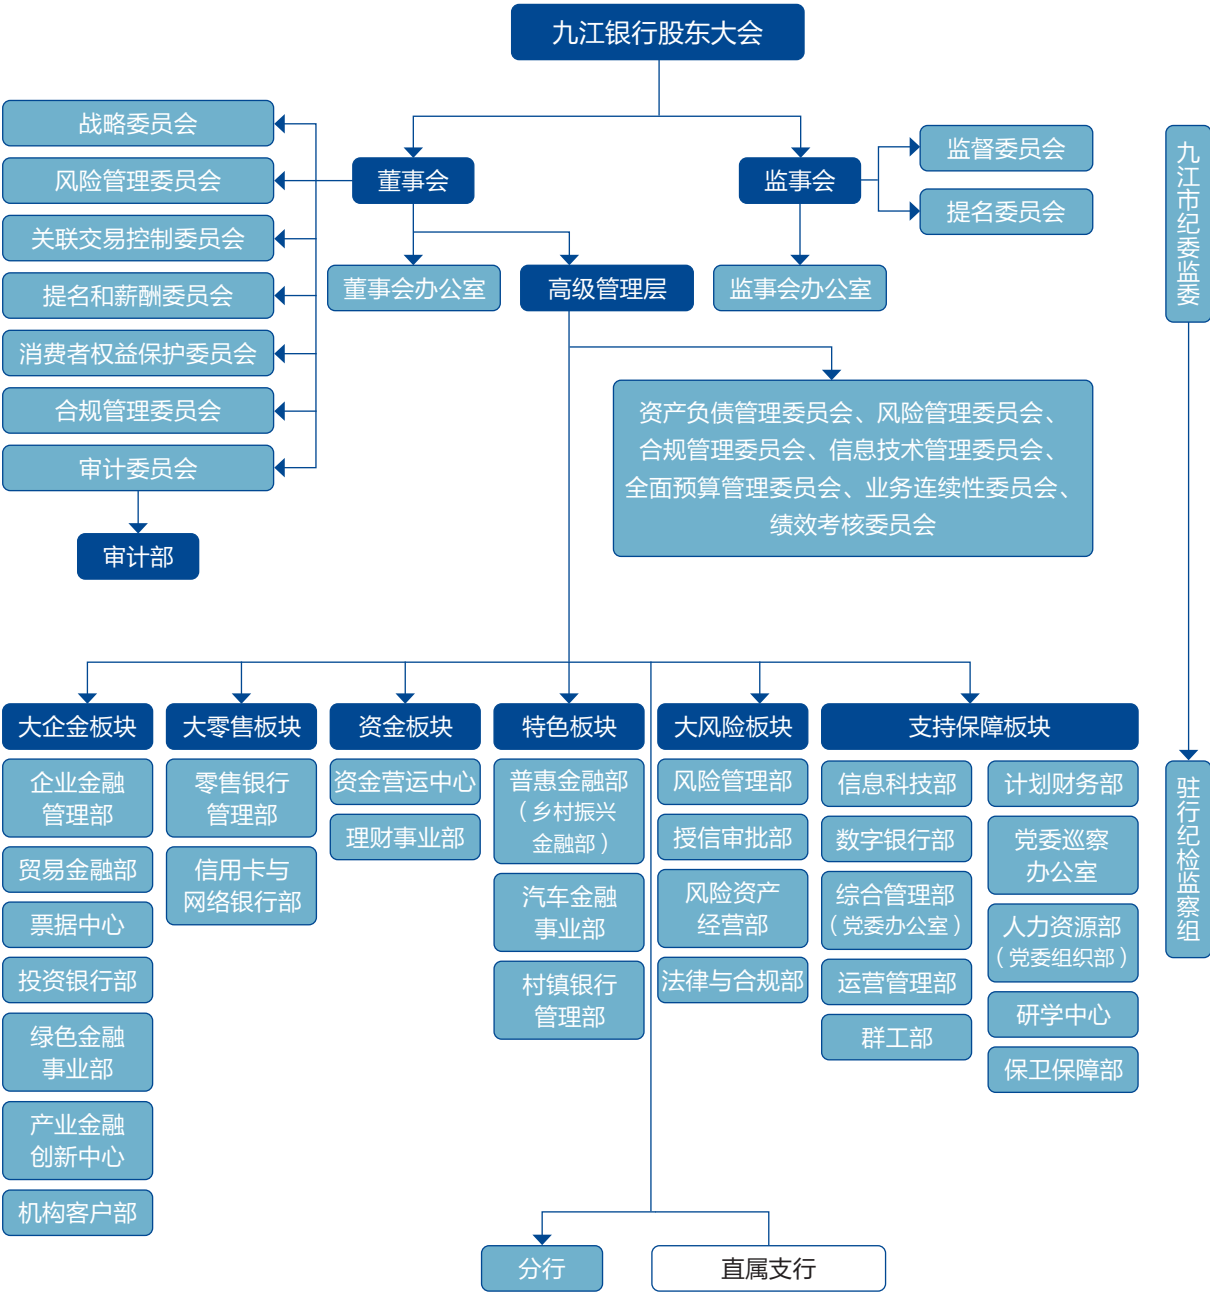 九江银行股东大会
战略委员会
风险管理委员会
关联交易控制委员会
提名和薪酬委员会
消费者权益保护委员会
合规管理委员会
审计委员会
审计部
董事会
监事会
监督委员会
提名委员会
董事会办公室
高级管理层
监事会办公室
九江市纪委监委
资产负债管理委员会、风险管理委员会、
合规管理委员会、信息技术管理委员会、
全面预算管理委员会、业务连续性委员会、
绩效考核委员会
大企金板块
企业金融
管理部
贸易金融部
票据中心
投资银行部
绿色金融
事业部
产业金融
创新中心
机构客户部
大零售板块
零售银行
管理部
信用卡与
网络银行部
资金板块
资金营运中心
理财事业部
特色板块
普惠金融部
（乡村振兴
金融部）
汽车金融
事业部
村镇银行
管理部
大风险板块
风险管理部
授信审批部
风险资产
经营部
法律与合规部
支持保障板块
信息科技部
数字银行部
综合管理部
（党委办公室）
运营管理部
群工部
计划财务部
党委巡察
办公室
人力资源部
（党委组织部）
研学中心
保卫保障部
驻行纪检监察组
分行
直属支行